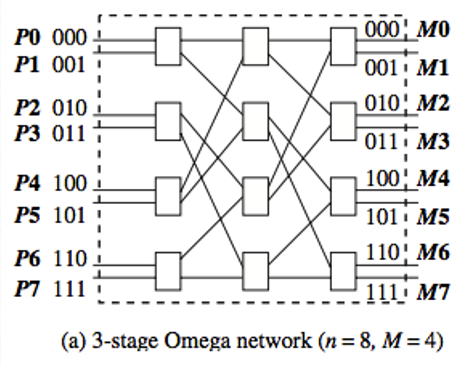 P0 000 000 M0
P1 001 001 M1
P2 010 010 M2
P3 011 011 M3
P4 100 100 M4
P5 101 101 M5
P6 110 110 M6
P7 111 111 M7
(a) 3-stage Omega network (n = 8, M = 4)